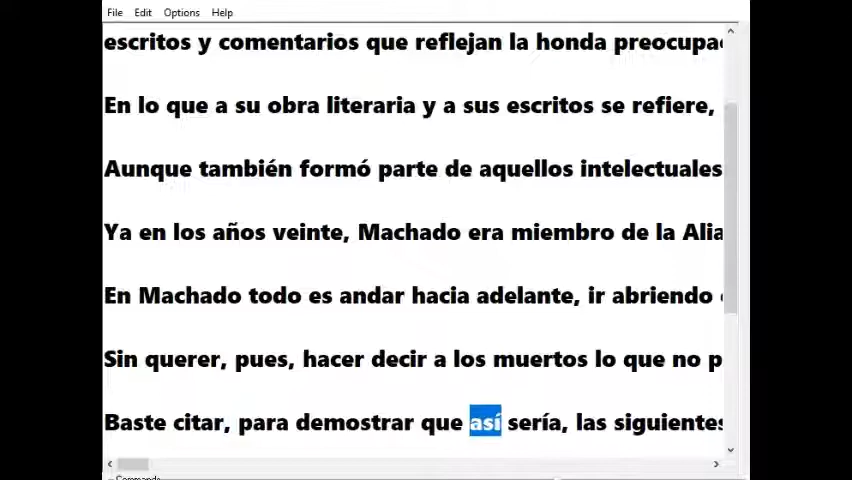 File Edit Options Help
escritos y comentarios que reflejan la honda
En lo que a su obra literaria y a sus escritos se refiere,
Aunque también formó parte de aquellos intelectuales
Ya en los años veinte, Machado era miembro de la
En Machado todo es andar hacia adelante, ir abriendo
Sin querer, pues, hacer decir a los muertos lo que no
Baste citar, para demostrar que así sería, las siguientes